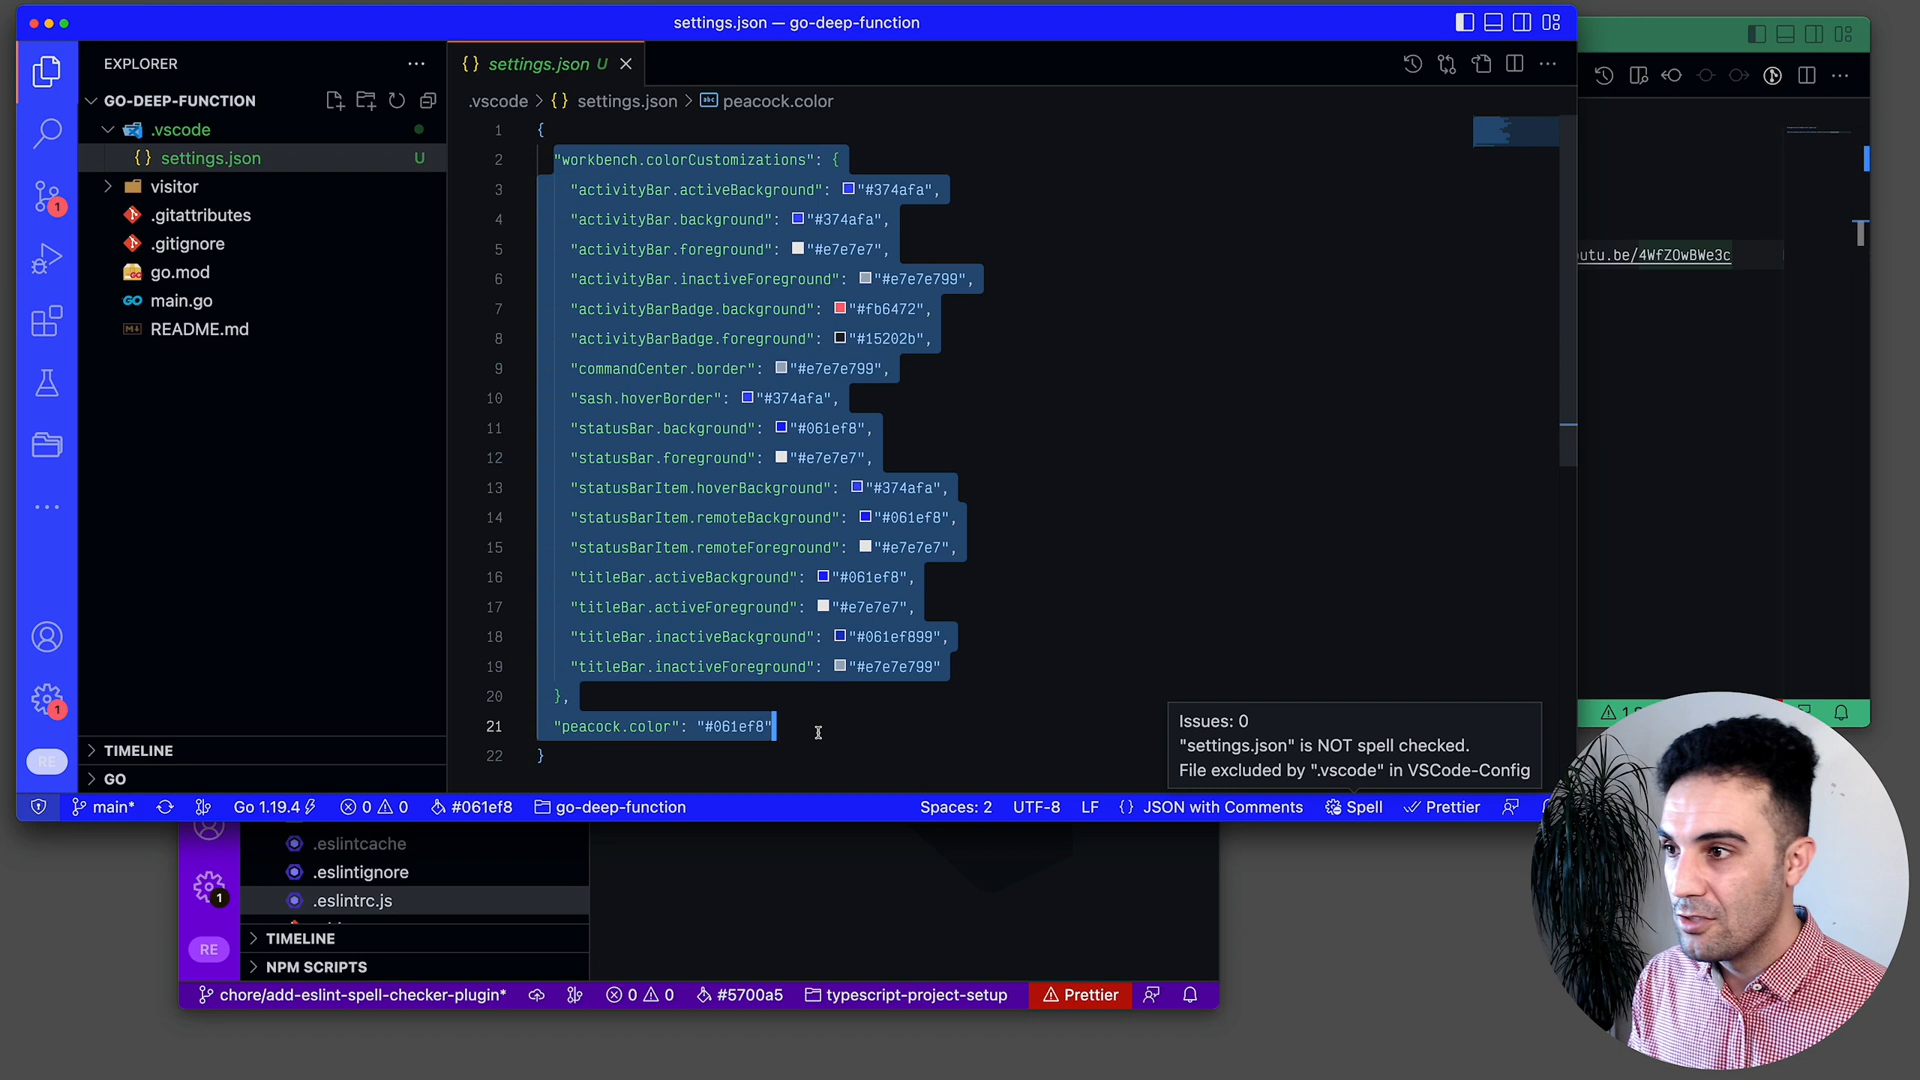 settings.json — go-deep-function
EXPLORER
GO-DEEP-FUNCTION
.vscode
settings.json U
visitor
.gitattributes
.gitignore
go.mod
main.go
README.md
TIMELINE
GO
{} settings.json U
.vscode > {} settings.json > peacock.color
1 {
2 "workbench.colorCustomizations": {
3 "activityBar.activeBackground": "#374afa",
4 "activityBar.background": "#374afa",
5 "activityBar.foreground": "#e7e7e7",
6 "activityBar.inactiveForeground": "#e7e7e799",
7 "activityBarBadge.background": "#fb6472",
8 "activityBarBadge.foreground": "#15202b",
9 "commandCenter.border": "#e7e7e799",
10 "sash.hoverBorder": "#374afa",
11 "statusBar.background": "#061ef8",
12 "statusBar.foreground": "#e7e7e7",
13 "statusBarItem.hoverBackground": "#374afa",
14 "statusBarItem.remoteBackground": "#061ef8",
15 "statusBarItem.remoteForeground": "#e7e7e7",
16 "titleBar.activeBackground": "#061ef8",
17 "titleBar.activeForeground": "#e7e7e7",
18 "titleBar.inactiveBackground": "#061ef899",
19 "titleBar.inactiveForeground": "#e7e7e799"
20 },
21 "peacock.color": "#061ef8"
22 }
Issues: 0
"settings.json" is NOT spell checked.
File excluded by ".vscode" in VSCode-Config
1
1
RE
main* Go 1.19.4 0 0 #061ef8 go-deep-function Spaces: 2 UTF-8 LF {} JSON with Comments Spell Prettier
utu.be/4WfZOwBWe3c
.eslintcache
.eslintignore
.eslintrc.js
1
RE
TIMELINE
NPM SCRIPTS
chore/add-eslint-spell-checker-plugin* 0 0 #5700a5 typescript-project-setup Prettier